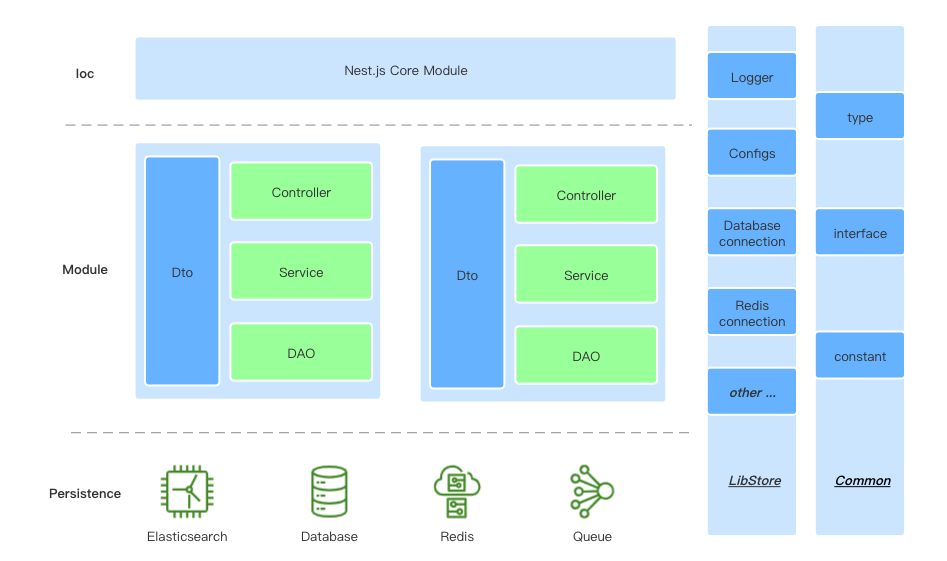 Ioc
Nest.js Core Module
Module
Dto
Controller
Service
DAO
Dto
Controller
Service
DAO
Persistence
Elasticsearch
Database
Redis
Queue
Logger
Configs
Database
connection
Redis
connection
other ...
LibStore
type
interface
constant
Common